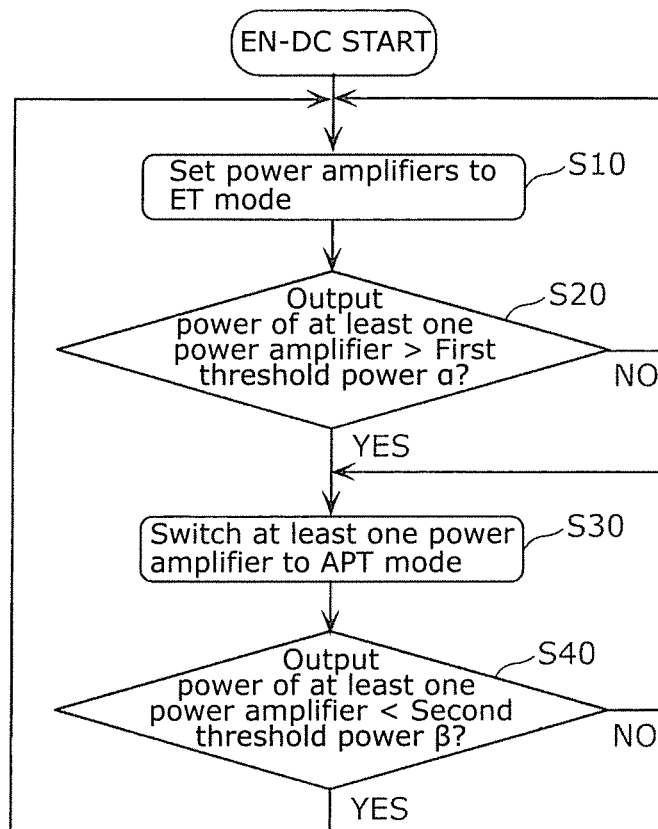 EN-DC START
Set power amplifiers to
ET mode
S10
Output
power of at least one
power amplifier > First
threshold power α?
S20
NO
YES
Switch at least one power
amplifier to APT mode
S30
Output
power of at least one
power amplifier < Second
threshold power β?
S40
NO
YES